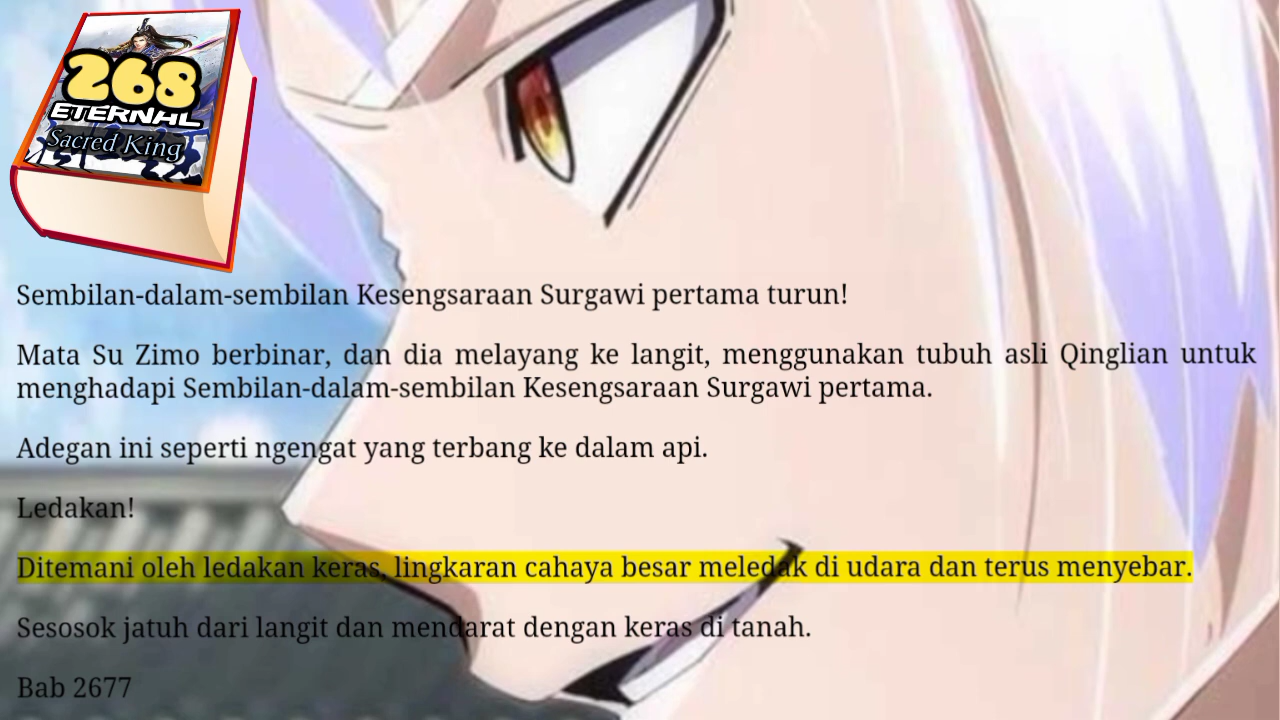 268
ETERNAL
Sacred King
Sembilan-dalam-sembilan Kesengsaraan Surgawi pertama turun!
Mata Su Zimo berbinar, dan dia melayang ke langit, menggunakan tubuh asli Qinglian untuk
menghadapi Sembilan-dalam-sembilan Kesengsaraan Surgawi pertama.
Adegan ini seperti ngengat yang terbang ke dalam api.
Ledakan!
Ditemani oleh ledakan keras, lingkaran cahaya besar meledak di udara dan terus menyebar.
Sesosok jatuh dari langit dan mendarat dengan keras di tanah.
Bab 2677